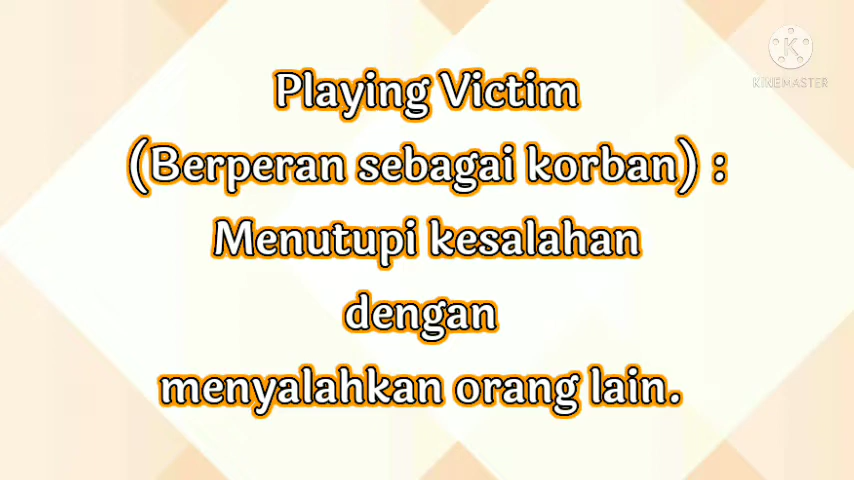 KINEMASTER
Playing Victim
(Berperan sebagai korban) :
Menutupi kesalahan
dengan
menyalahkan orang lain.